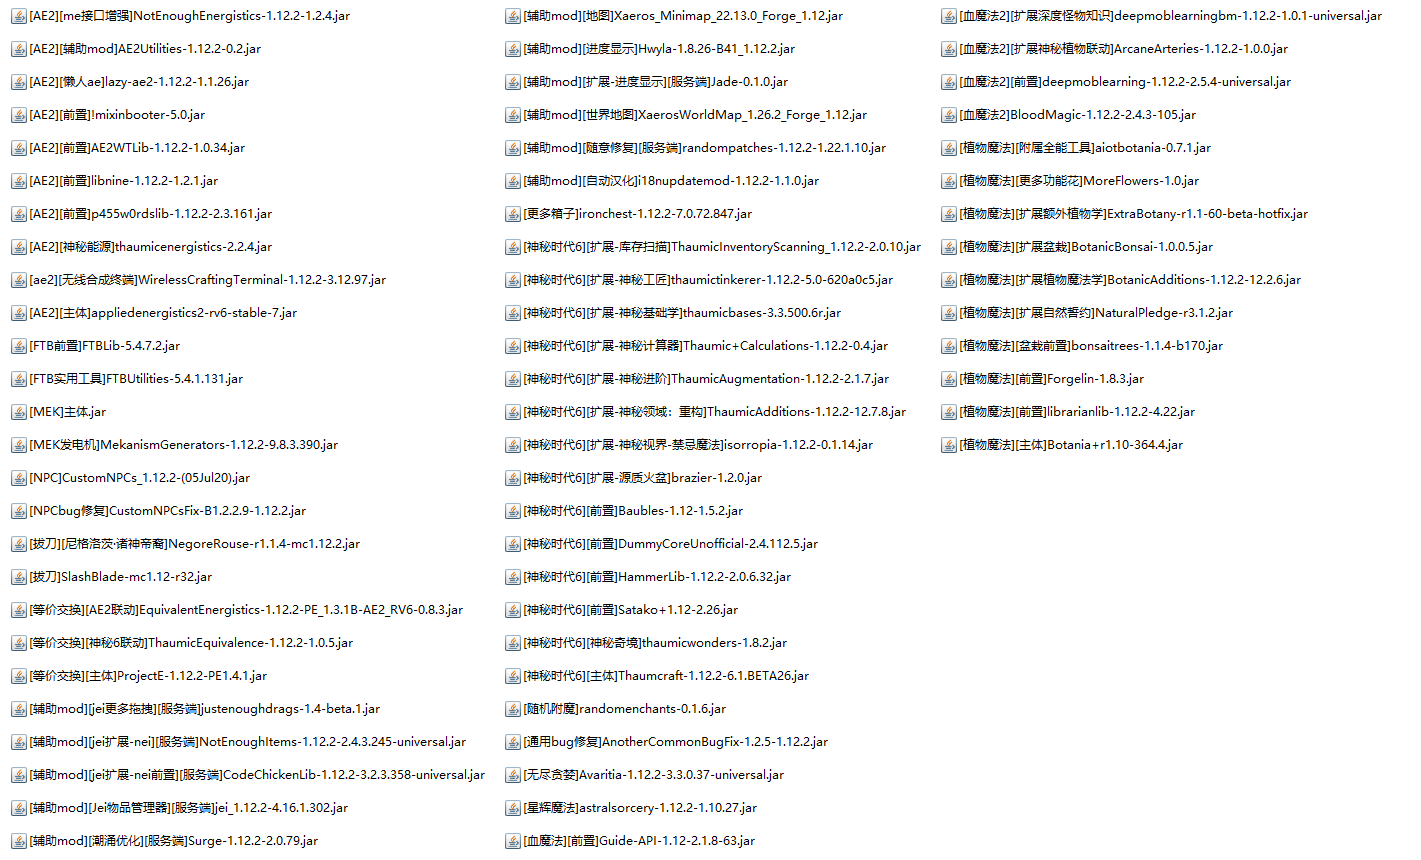 [AE2][me接口增强]NotEnoughEnergistics-1.12.2-1.2.4.jar
[AE2][辅助mod]AE2Utilities-1.12.2-0.2.jar
[AE2][懒人ae]lazy-ae2-1.12.2-1.1.26.jar
[AE2][前置]!mixinbooter-5.0.jar
[AE2][前置]AE2WTLib-1.12.2-1.0.34.jar
[AE2][前置]libnine-1.12.2-1.2.1.jar
[AE2][前置]p455w0rdslib-1.12.2-2.3.161.jar
[AE2][神秘能源]thaumicenergistics-2.2.4.jar
[ae2][无线合成终端]WirelessCraftingTerminal-1.12.2-3.12.97.jar
[AE2][主体]appliedenergistics2-rv6-stable-7.jar
[FTB前置]FTBLib-5.4.7.2.jar
[FTB实用工具]FTBUtilities-5.4.1.131.jar
[MEK]主体.jar
[MEK发电机]MekanismGenerators-1.12.2-9.8.3.390.jar
[NPC]CustomNPCs_1.12.2-(05Jul20).jar
[NPCbug修复]CustomNPCsFix-B1.2.2.9-1.12.2.jar
[拔刀][尼格洛茨·诸神帝裔]NegoreRouse-r1.1.4-mc1.12.2.jar
[拔刀]SlashBlade-mc1.12-r32.jar
[等价交换][AE2联动]EquivalentEnergistics-1.12.2-PE_1.3.1B-AE2_RV6-0.8.3.jar
[等价交换][神秘6联动]ThaumicEquivalence-1.12.2-1.0.5.jar
[等价交换][主体]ProjectE-1.12.2-PE1.4.1.jar
[辅助mod][jei更多拖拽][服务端]justenoughdrags-1.4-beta.1.jar
[辅助mod][jei扩展-nei][服务端]NotEnoughItems-1.12.2-2.4.3.245-universal.jar
[辅助mod][jei扩展-nei前置][服务端]CodeChickenLib-1.12.2-3.2.3.358-universal.jar
[辅助mod][Jei物品管理器][服务端]jei_1.12.2-4.16.1.302.jar
[辅助mod][潮涌优化][服务端]Surge-1.12.2-2.0.79.jar
[辅助mod][地图]Xaeros_Minimap_22.13.0_Forge_1.12.jar
[辅助mod][进度显示]Hwyla-1.8.26-B41_1.12.2.jar
[辅助mod][扩展-进度显示][服务端]Jade-0.1.0.jar
[辅助mod][世界地图]XaerosWorldMap_1.26.2_Forge_1.12.jar
[辅助mod][随意修复][服务端]randompatches-1.12.2-1.22.1.10.jar
[辅助mod][自动汉化]i18nupdatemod-1.12.2-1.1.0.jar
[更多箱子]ironchest-1.12.2-7.0.72.847.jar
[神秘时代6][扩展-库存扫描]ThaumicInventoryScanning_1.12.2-2.0.10.jar
[神秘时代6][扩展-神秘工匠]thaumictinkerer-1.12.2-5.0-620a0c5.jar
[神秘时代6][扩展-神秘基础学]thaumicbases-3.3.500.6r.jar
[神秘时代6][扩展-神秘计算器]Thaumic+Calculations-1.12.2-0.4.jar
[神秘时代6][扩展-神秘进阶]ThaumicAugmentation-1.12.2-2.1.7.jar
[神秘时代6][扩展-神秘领域：重构]ThaumicAdditions-1.12.2-12.7.8.jar
[神秘时代6][扩展-神秘视界-禁忌魔法]isorropia-1.12.2-0.1.14.jar
[神秘时代6][扩展-源质火盆]brazier-1.2.0.jar
[神秘时代6][前置]Baubles-1.12-1.5.2.jar
[神秘时代6][前置]DummyCoreUnofficial-2.4.112.5.jar
[神秘时代6][前置]HammerLib-1.12.2-2.0.6.32.jar
[神秘时代6][前置]Satako+1.12-2.26.jar
[神秘时代6][神秘奇境]thaumicwonders-1.8.2.jar
[神秘时代6][主体]Thaumcraft-1.12.2-6.1.BETA26.jar
[随机附魔]randomenchants-0.1.6.jar
[通用bug修复]AnotherCommonBugFix-1.2.5-1.12.2.jar
[无尽贪婪]Avaritia-1.12.2-3.3.0.37-universal.jar
[星辉魔法]astralsorcery-1.12.2-1.10.27.jar
[血魔法][前置]Guide-API-1.12-2.1.8-63.jar
[血魔法2][扩展深度怪物知识]deepmoblearningbm-1.12.2-1.0.1-universal.jar
[血魔法2][扩展神秘植物联动]ArcaneArteries-1.12.2-1.0.0.jar
[血魔法2][前置]deepmoblearning-1.12.2-2.5.4-universal.jar
[血魔法2]BloodMagic-1.12.2-2.4.3-105.jar
[植物魔法][附属全能工具]aiotbotania-0.7.1.jar
[植物魔法][更多功能花]MoreFlowers-1.0.jar
[植物魔法][扩展额外植物学]ExtraBotany-r1.1-60-beta-hotfix.jar
[植物魔法][扩展盆栽]BotanicBonsai-1.0.0.5.jar
[植物魔法][扩展植物魔法学]BotanicAdditions-1.12.2-12.2.6.jar
[植物魔法][扩展自然誓约]NaturalPledge-r3.1.2.jar
[植物魔法][盆栽前置]bonsaitrees-1.1.4-b170.jar
[植物魔法][前置]Forgelin-1.8.3.jar
[植物魔法][前置]librarianlib-1.12.2-4.22.jar
[植物魔法][主体]Botania+r1.10-364.4.jar